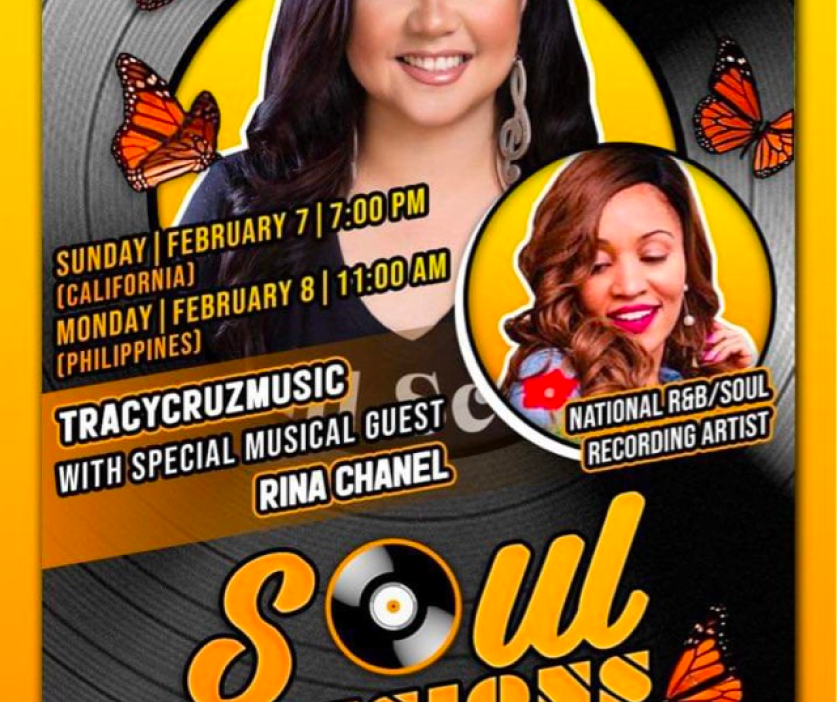 SUNDAY | FEBRUARY 7 | 7:00 PM
(CALIFORNIA)
MONDAY | FEBRUARY 8 | 11:00 AM
(PHILIPPINES)
TRACYCRUZMUSIC
WITH SPECIAL MUSICAL GUEST
RINA CHANEL
NATIONAL R&B/SOUL
RECORDING ARTIST
Soul